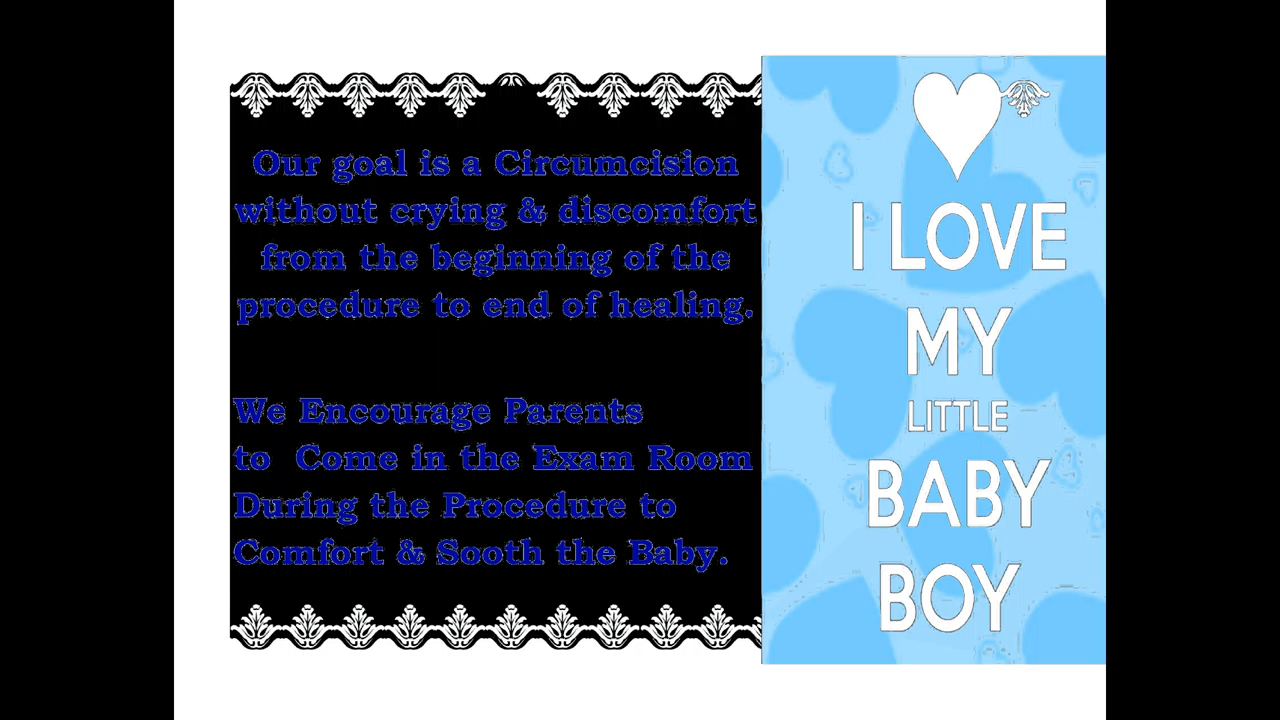 Our goal is a Circumcision
without crying & discomfort
from the beginning of the
procedure to end of healing.
We Encourage Parents
to Come in the Exam Room
During the Procedure to
Comfort & Sooth the Baby.
I LOVE
MY
LITTLE
BABY
BOY